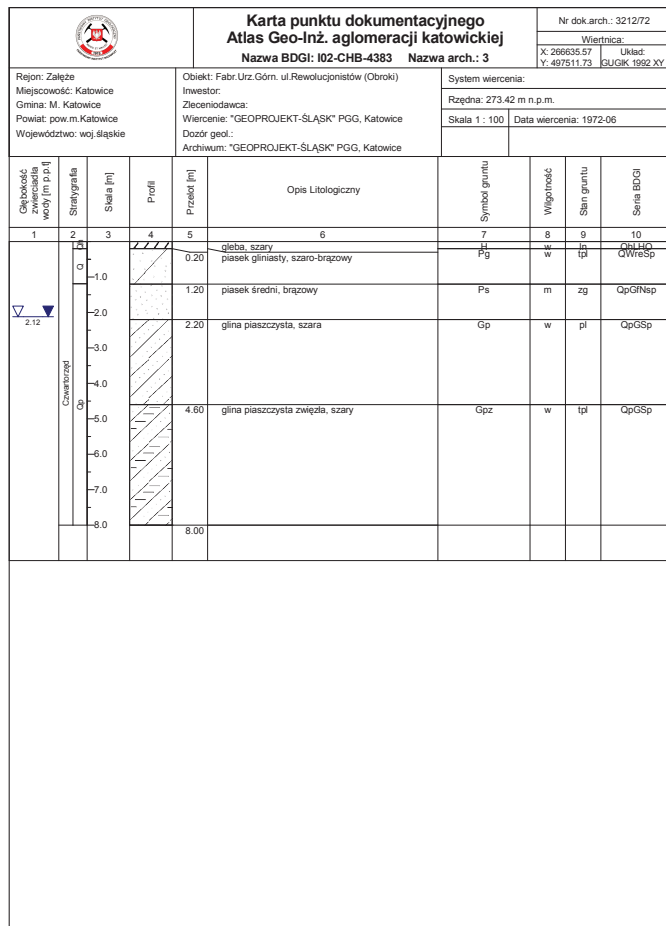 Karta punktu dokumentacyjnego
Atlas Geo-Inż. aglomeracji katowickiej
Nazwa BDGI: I02-CHB-4383 Nazwa arch.: 3
Nr dok.arch.: 3212/72
Wiertnica:
X: 266635.57
Y: 497511.73
Układ:
GUGIK 1992 XY
Rejon: Załęże
Miejscowość: Katowice
Gmina: M. Katowice
Powiat: pow.m.Katowice
Województwo: woj.śląskie
Obiekt: Fabr.Urz.Górn. ul.Rewolucjonistów (Obroki)
Inwestor:
Zleceniodawca:
Wiercenie: "GEOPROJEKT-ŚLĄSK" PGG, Katowice
Dozór geol.:
Archiwum: "GEOPROJEKT-ŚLĄSK" PGG, Katowice
System wiercenia:
Rzędna: 273.42 m n.p.m.
Skala 1 : 100 Data wiercenia: 1972-06
Głębokość
zwierciadła
wody [m p.p.t]
Stratygrafia
Skala [m]
Profil
Przelot [m]
Opis Litologiczny
Symbol gruntu
Wilgotność
Stan gruntu
Seria BDGI
1 2 3 4 5 6 7 8 9 10
gleba, szary H w ln QhLHO
0.20 piasek gliniasty, szaro-brązowy Pg w tpl QWreSp
Q
-1.0
1.20 piasek średni, brązowy Ps m zg QpGfNsp
-2.0
2.12
2.20 glina piaszczysta, szara Gp w pl QpGSp
-3.0
-4.0
Czwartorzęd
Qp
4.60 glina piaszczysta zwięzła, szary Gpz w tpl QpGSp
-5.0
-6.0
-7.0
-8.0
8.00